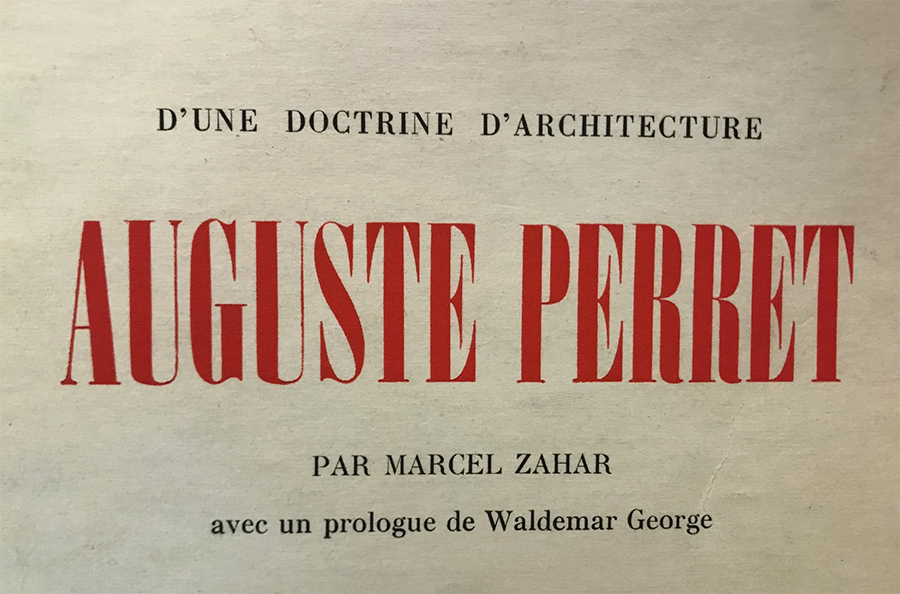 D'UNE DOCTRINE D'ARCHITECTURE
AUGUSTE PERRET
PAR MARCEL ZAHAR
avec un prologue de Waldemar George